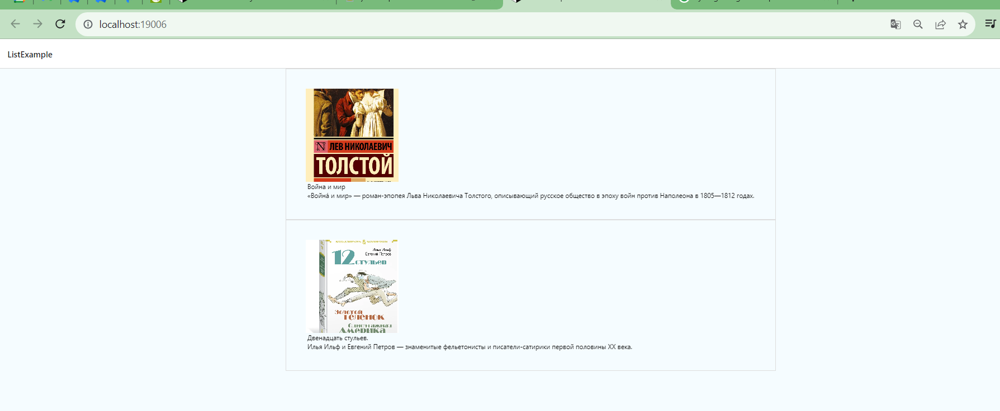 localhost:19006
ListExample
ЛЕВ НИКОЛАЕВИЧ
ТОЛСТОЙ
Война и мир
«Войнá и мир» — роман-эпопея Льва Николаевича Толстого, описывающий русское общество в эпоху войн против Наполеона в 1805—1812 годах.
Илья Ильф
Евгений Петров
12
стульев
Золотой
теленок
Одноэтажная
Америка
Двенадцать стульев.
Илья Ильф и Евгений Петров — знаменитые фельетонисты и писатели-сатирики первой половины XX века.